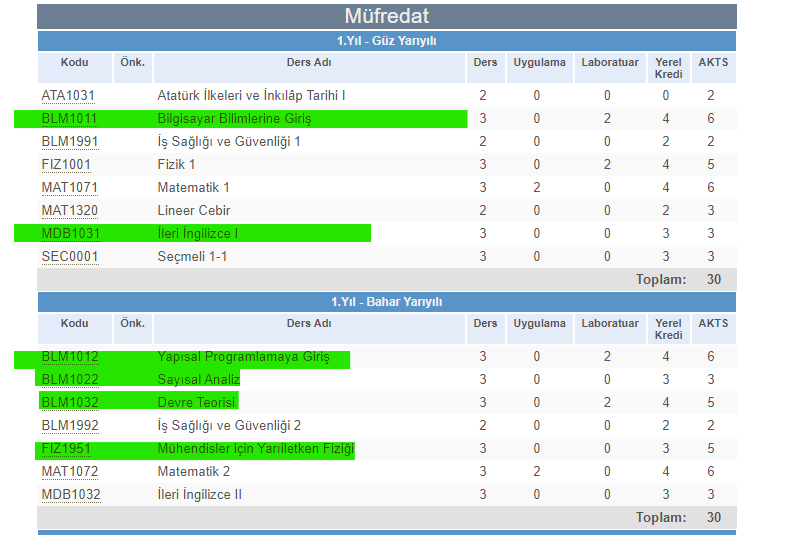 Müfredat
1.Yıl - Güz Yarıyılı
Kodu Önk. Ders Adı Ders Uygulama Laboratuar Yerel Kredi AKTS
ATA1031 Atatürk İlkeleri ve İnkılâp Tarihi I 2 0 0 0 2
BLM1011 Bilgisayar Bilimlerine Giriş 3 0 2 4 6
BLM1991 İş Sağlığı ve Güvenliği 1 2 0 0 2 2
FIZ1001 Fizik 1 3 0 2 4 5
MAT1071 Matematik 1 3 2 0 4 6
MAT1320 Lineer Cebir 2 0 0 2 3
MDB1031 İleri İngilizce I 3 0 0 3 3
SEC0001 Seçmeli 1-1 3 0 0 3 3
Toplam: 30
1.Yıl - Bahar Yarıyılı
Kodu Önk. Ders Adı Ders Uygulama Laboratuar Yerel Kredi AKTS
BLM1012 Yapısal Programlamaya Giriş 3 0 2 4 6
BLM1022 Sayısal Analiz 3 0 0 3 3
BLM1032 Devre Teorisi 3 0 2 4 5
BLM1992 İş Sağlığı ve Güvenliği 2 2 0 0 2 2
FIZ1951 Mühendisler için Yarıiletken Fiziği 3 0 0 3 5
MAT1072 Matematik 2 3 2 0 4 6
MDB1032 İleri İngilizce II 3 0 0 3 3
Toplam: 30